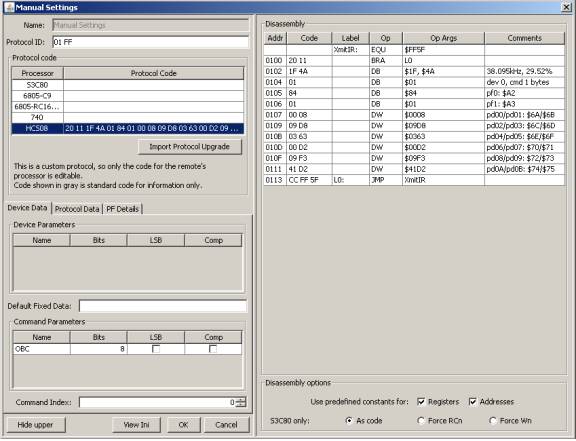 Manual Settings
Name: Manual Settings
Protocol ID: 01 FF
Protocol code
Processor Protocol Code
S3C80
6805-C9
6805-RC16...
740
HCS08 20 11 1F 4A 01 84 01 00 08 09 D8 03 63 00 D2 09 ...
Import Protocol Upgrade
This is a custom protocol, so only the code for the remote's
processor is editable.
Code shown in gray is standard code for information only.
Device Data Protocol Data PF Details
Device Parameters
Name Bits LSB Comp
Default Fixed Data:
Command Parameters
Name Bits LSB Comp
OBC 8
Command Index: 0
Hide upper View Ini OK Cancel
Disassembly
Addr Code Label Op Op Args Comments
XmitIR: EQU $FF5F
0100 20 11 BRA L0
0102 1F 4A DB $1F, $4A 38.095kHz, 29.52%
0104 01 DB $01 dev 0, cmd 1 bytes
0105 84 DB $84 pf0: $A2
0106 01 DB $01 pf1: $A3
0107 00 08 DW $0008 pd00/pd01: $6A/$6B
0109 09 D8 DW $09D8 pd02/pd03: $6C/$6D
010B 03 63 DW $0363 pd04/pd05: $6E/$6F
010D 00 D2 DW $00D2 pd06/pd07: $70/$71
010F 09 F3 DW $09F3 pd08/pd09: $72/$73
0111 41 D2 DW $41D2 pd0A/pd0B: $74/$75
0113 CC FF 5F L0: JMP XmitIR
Disassembly options
Use predefined constants for: Registers Addresses
S3C80 only: As code Force RCn Force Wn